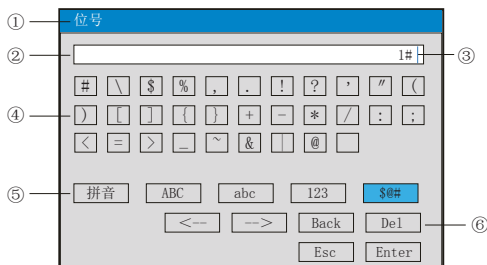 ① 位号
② 1# ③
# \ $ % , . ! ? ' " (
④ ) [ ] { } + - * / : ;
< = > _ ~ & | @
⑤ 拼音 ABC abc 123 $@#
<-- --> Back Del ⑥
Esc Enter